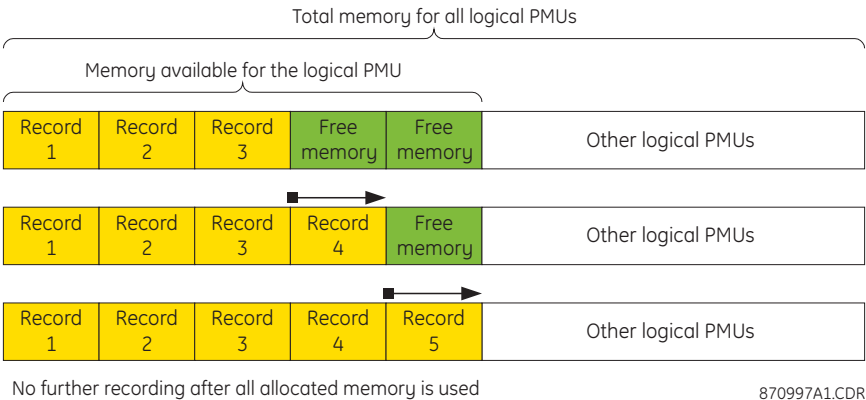 Total memory for all logical PMUs
Memory available for the logical PMU
Record 1 Record 2 Record 3 Free memory Free memory Other logical PMUs
Record 1 Record 2 Record 3 Record 4 Free memory Other logical PMUs
Record 1 Record 2 Record 3 Record 4 Record 5 Other logical PMUs
No further recording after all allocated memory is used
870997A1.CDR